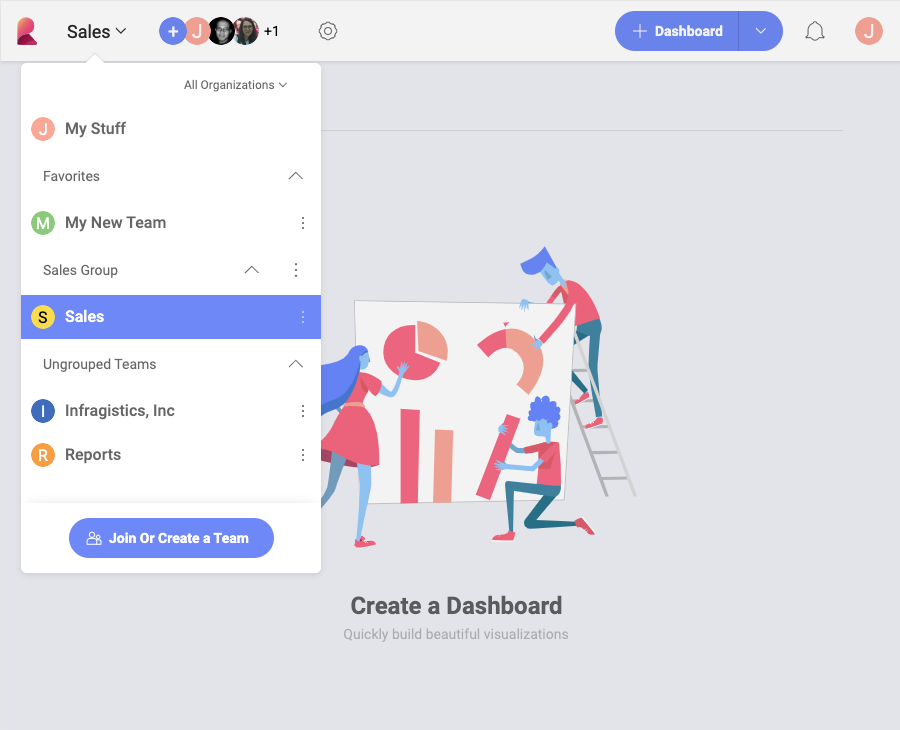 Sales
+
J
+1
Dashboard
J
All Organizations
J My Stuff
Favorites
M My New Team
Sales Group
S Sales
Ungrouped Teams
I Infragistics, Inc
R Reports
Join Or Create a Team
Create a Dashboard
Quickly build beautiful visualizations